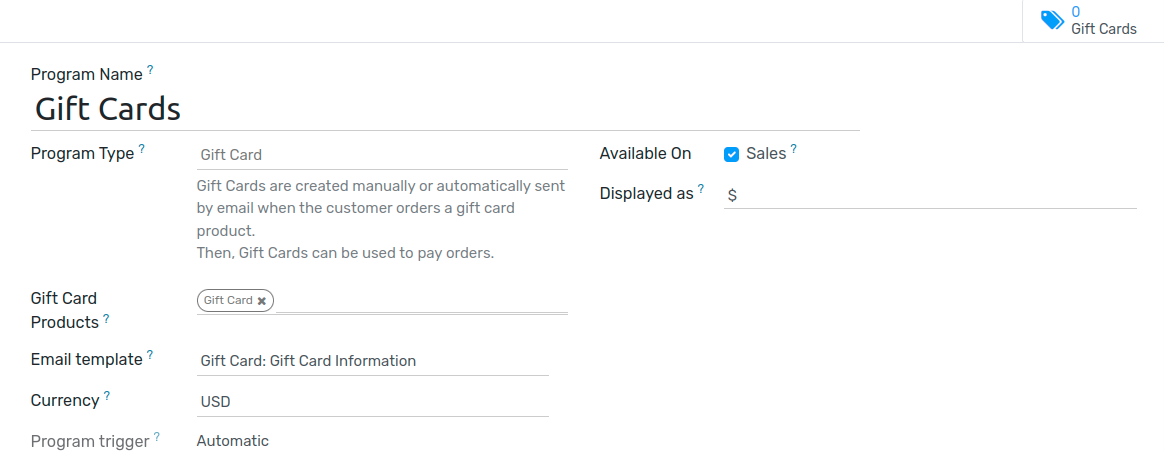 0
Gift Cards
Program Name ?
Gift Cards
Program Type ?
Gift Card
Gift Cards are created manually or automatically sent
by email when the customer orders a gift card
product.
Then, Gift Cards can be used to pay orders.
Available On
Sales ?
Displayed as ?
$
Gift Card
Products ?
Gift Card ✖
Email template ?
Gift Card: Gift Card Information
Currency ?
USD
Program trigger ?
Automatic